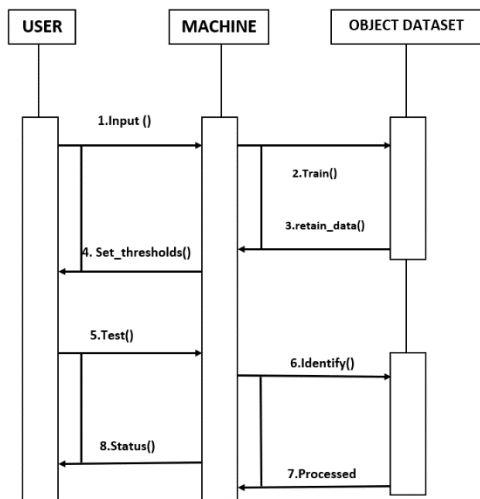 USER
MACHINE
OBJECT DATASET
1.Input ()
2.Train()
3.retain_data()
4. Set_thresholds()
5.Test()
6.Identify()
8.Status()
7.Processed